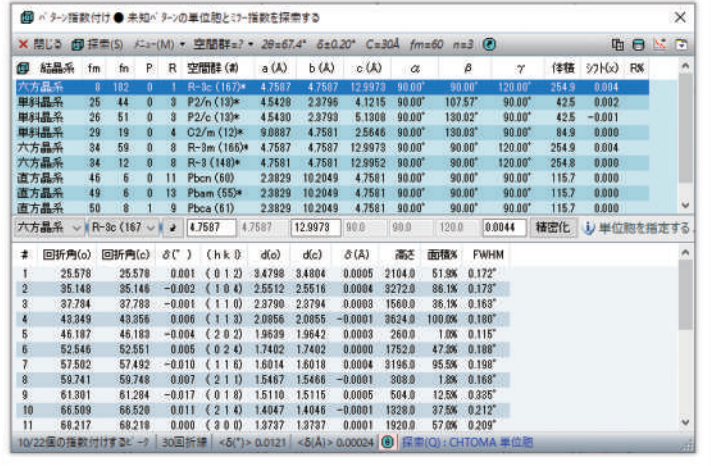 パターン指数付け ● 未知パターンの単位胞とミラー指数を探索する
✕ 閉じる 探索(S) メニュー(M) 空間群=? 2θ=67.4° δ±0.20° C=30Å fm=60 n=3
結晶系 fm fn P R 空間群 (#) a (Å) b (Å) c (Å) α β γ 体積 シフト(x) R%
六方晶系 8 182 0 1 R-3c (167)* 4.7587 4.7587 12.9973 90.00° 90.00° 120.00° 254.9 0.004
単斜晶系 25 44 0 3 P2/n (13)* 4.5428 2.3796 4.1215 90.00° 107.57° 90.00° 42.5 0.002
単斜晶系 26 51 0 3 P2/c (13)* 4.5430 2.3793 5.1308 90.00° 130.02° 90.00° 42.5 -0.001
単斜晶系 29 19 0 4 C2/m (12)* 9.0887 4.7581 2.5646 90.00° 130.03° 90.00° 84.9 0.000
六方晶系 34 59 0 8 R-3m (166)* 4.7587 4.7587 12.9973 90.00° 90.00° 120.00° 254.9 0.004
六方晶系 34 12 0 8 R-3 (148)* 4.7581 4.7581 12.9952 90.00° 90.00° 120.00° 254.8 0.000
直方晶系 46 6 0 11 Pbcn (60) 2.3829 10.2049 4.7581 90.00° 90.00° 90.00° 115.7 0.000
直方晶系 49 6 0 13 Pbam (55)* 2.3829 10.2049 4.7581 90.00° 90.00° 90.00° 115.7 0.000
直方晶系 50 8 1 9 Pbca (61) 2.3829 10.2049 4.7581 90.00° 90.00° 90.00° 115.7 0.000
六方晶系 R-3c (167 4.7587 4.7587 12.9973 90.0 90.0 120.0 0.0044 精密化 単位胞を指定する.
# 回折角(o) 回折角(c) δ(°) ( h k l) d(o) d(c) δ(Å) 高さ 面積% FWHM
1 25.578 25.578 0.001 ( 0 1 2) 3.4798 3.4804 0.0005 2104.0 51.9% 0.172°
2 35.148 35.146 -0.002 ( 1 0 4) 2.5512 2.5516 0.0004 3272.0 86.1% 0.173°
3 37.784 37.783 -0.001 ( 1 1 0) 2.3790 2.3794 0.0003 1560.0 36.1% 0.163°
4 43.349 43.356 0.006 ( 1 1 3) 2.0856 2.0855 -0.0001 3624.0 100.0% 0.180°
5 46.187 46.183 -0.004 ( 2 0 2) 1.9639 1.9642 0.0003 260.0 1.0% 0.115°
6 52.546 52.551 0.005 ( 0 2 4) 1.7402 1.7402 0.0000 1752.0 47.3% 0.188°
7 57.502 57.492 -0.010 ( 1 1 6) 1.6014 1.6018 0.0004 3196.0 95.5% 0.198°
8 59.741 59.748 0.007 ( 2 1 1) 1.5467 1.5466 -0.0001 308.0 1.8% 0.168°
9 61.301 61.284 -0.017 ( 0 1 8) 1.5110 1.5115 0.0005 504.0 12.5% 0.335°
10 66.509 66.520 0.011 ( 2 1 4) 1.4047 1.4046 -0.0001 1328.0 37.5% 0.212°
11 68.217 68.218 0.000 ( 3 0 0) 1.3737 1.3737 0.0001 1920.0 57.0% 0.209°
10/22個の指数付けするピーク 30回折線 <δ(°)> 0.0121 <δ(Å)> 0.00024 探索(Q) : CHTOMA 単位胞